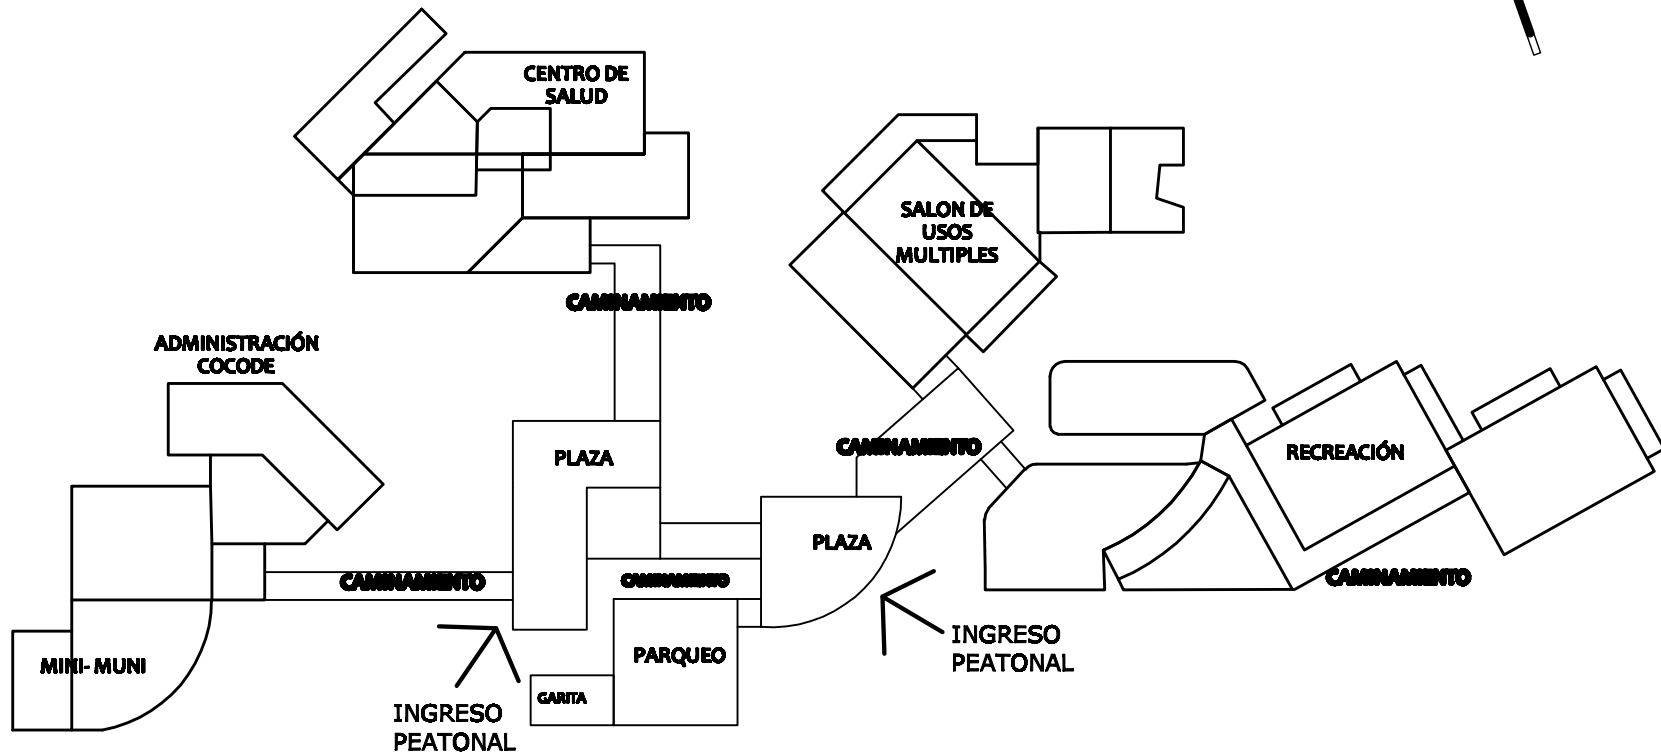 CENTRO DE
SALUD
SALON DE
USOS
MULTIPLES
CAMINAMIENTO
ADMINISTRACIÓN
COCODE
PLAZA
CAMINAMIENTO
RECREACIÓN
PLAZA
CAMINAMIENTO
CAMINAMIENTO
CAMINAMIENTO
MINI- MUNI
PARQUEO
INGRESO
PEATONAL
GARITA
INGRESO
PEATONAL